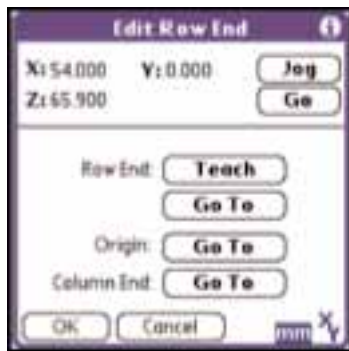 Edit Row End i
X: 54.000 Y: 0.000 Jog
Z: 65.900 Go
Row End: Teach
Go To
Origin: Go To
Column End: Go To
OK Cancel mm X Y